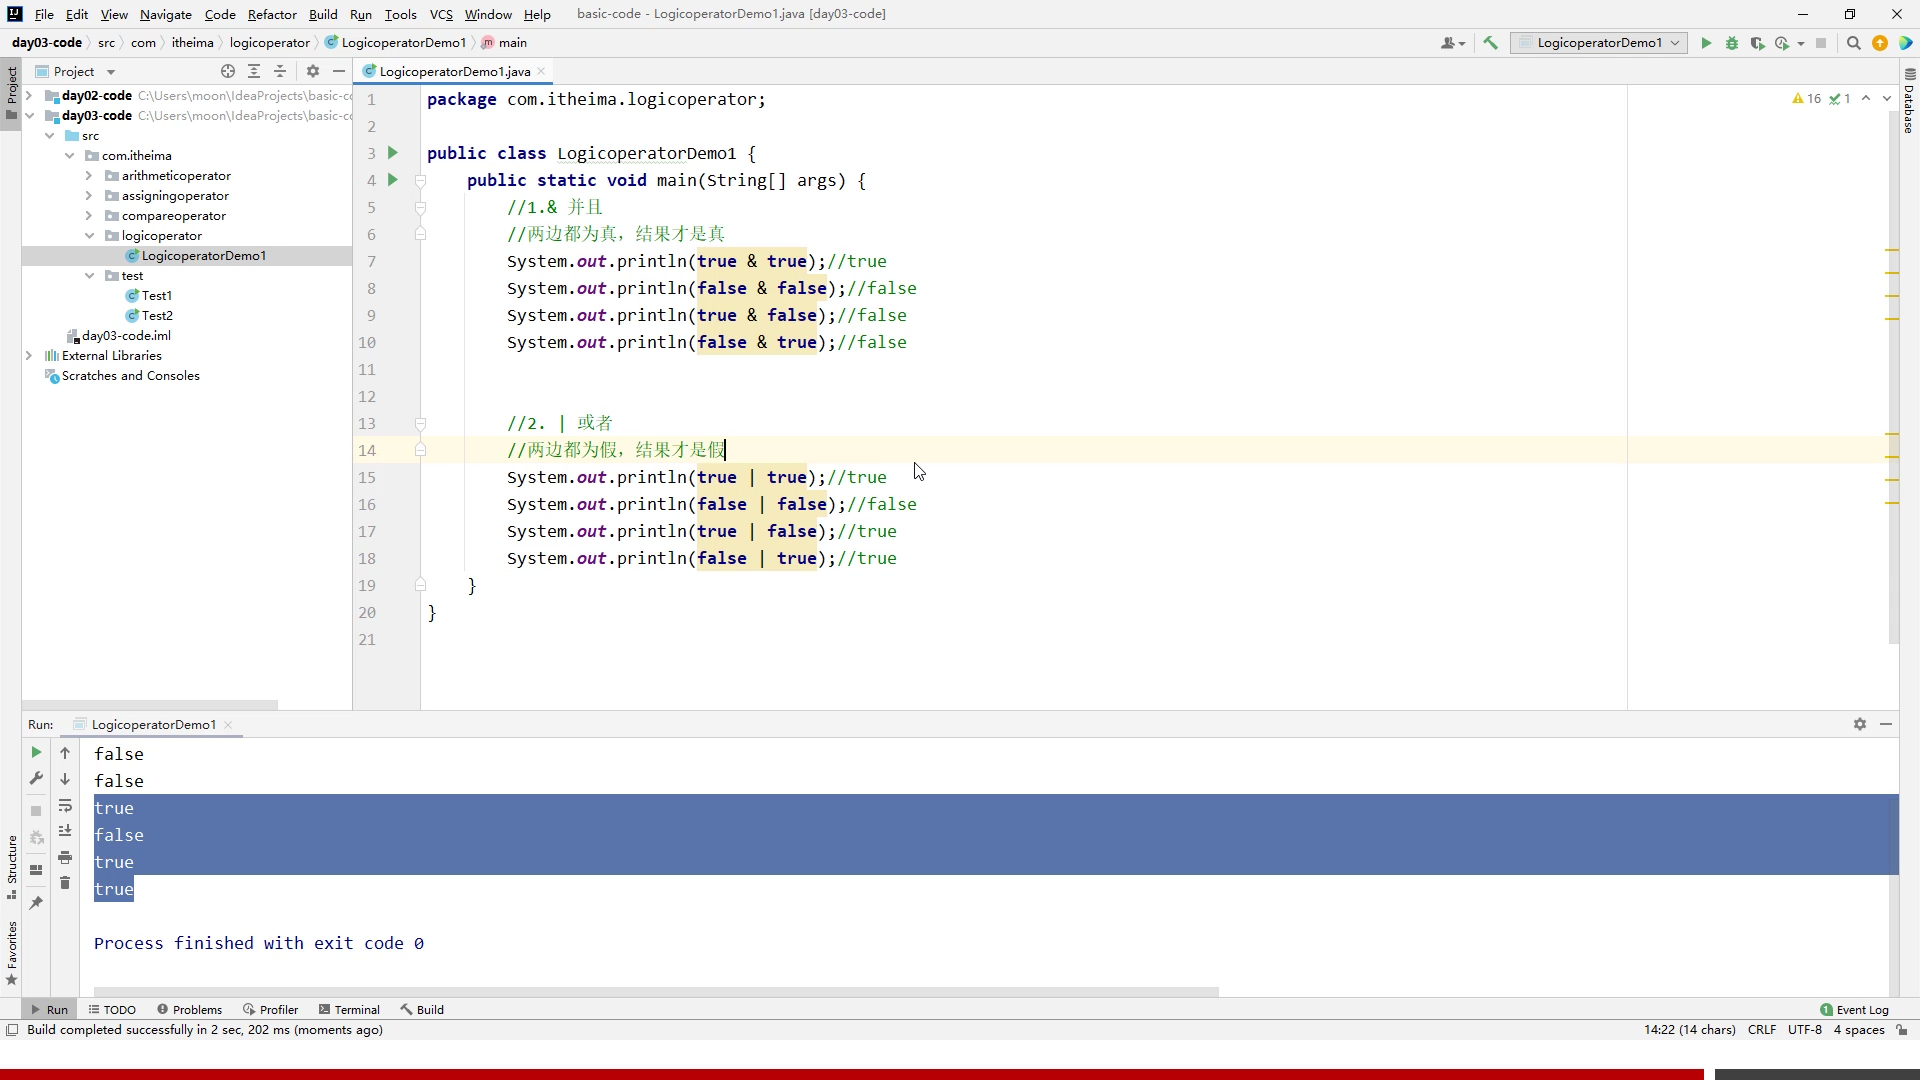 File Edit View Navigate Code Refactor Build Run Tools VCS Window Help basic-code - LogicoperatorDemo1.java [day03-code]
day03-code src com itheima logicoperator LogicoperatorDemo1 main LogicoperatorDemo1
Project
Project
LogicoperatorDemo1.java
day02-code C:\Users\moon\IdeaProjects\basic-co
day03-code C:\Users\moon\IdeaProjects\basic-co
src
com.itheima
arithmeticoperator
assigningoperator
compareoperator
logicoperator
LogicoperatorDemo1
test
Test1
Test2
day03-code.iml
External Libraries
Scratches and Consoles
16 1
Database
1 package com.itheima.logicoperator;
2
3 public class LogicoperatorDemo1 {
4 public static void main(String[] args) {
5 //1.& 并且
6 //两边都为真，结果才是真
7 System.out.println(true & true);//true
8 System.out.println(false & false);//false
9 System.out.println(true & false);//false
10 System.out.println(false & true);//false
11
12
13 //2. | 或者
14 //两边都为假，结果才是假
15 System.out.println(true | true);//true
16 System.out.println(false | false);//false
17 System.out.println(true | false);//true
18 System.out.println(false | true);//true
19 }
20 }
21
Run: LogicoperatorDemo1
false
false
true
false
true
true
Process finished with exit code 0
Structure
Favorites
Run TODO Problems Profiler Terminal Build 1 Event Log
Build completed successfully in 2 sec, 202 ms (moments ago) 14:22 (14 chars) CRLF UTF-8 4 spaces